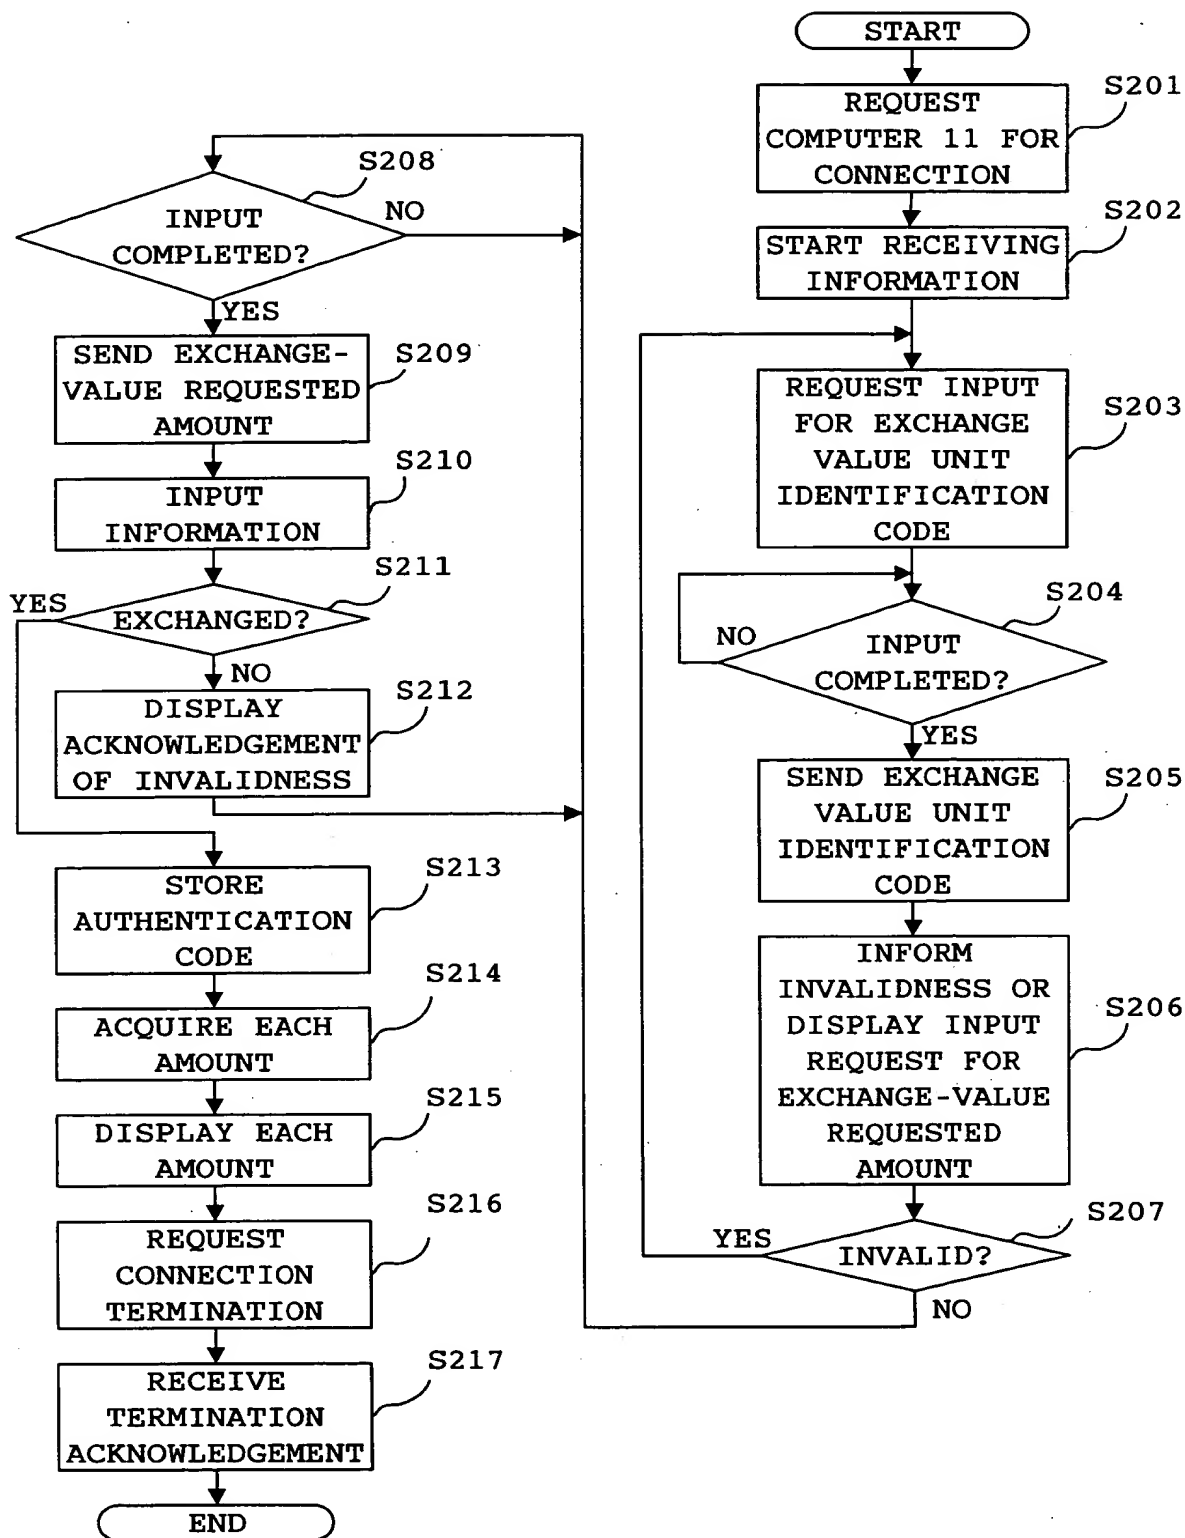 START
S201
REQUEST
COMPUTER 11 FOR
CONNECTION
S202
START RECEIVING
INFORMATION
S203
REQUEST INPUT
FOR EXCHANGE
VALUE UNIT
IDENTIFICATION
CODE
S204
NO
INPUT
COMPLETED?
YES
S205
SEND EXCHANGE
VALUE UNIT
IDENTIFICATION
CODE
S206
INFORM
INVALIDNESS OR
DISPLAY INPUT
REQUEST FOR
EXCHANGE-VALUE
REQUESTED
AMOUNT
S207
YES
INVALID?
NO
S208
INPUT
COMPLETED?
NO
YES
S209
SEND EXCHANGE-
VALUE REQUESTED
AMOUNT
S210
INPUT
INFORMATION
S211
YES
EXCHANGED?
NO
S212
DISPLAY
ACKNOWLEDGEMENT
OF INVALIDNESS
S213
STORE
AUTHENTICATION
CODE
S214
ACQUIRE EACH
AMOUNT
S215
DISPLAY EACH
AMOUNT
S216
REQUEST
CONNECTION
TERMINATION
S217
RECEIVE
TERMINATION
ACKNOWLEDGEMENT
END